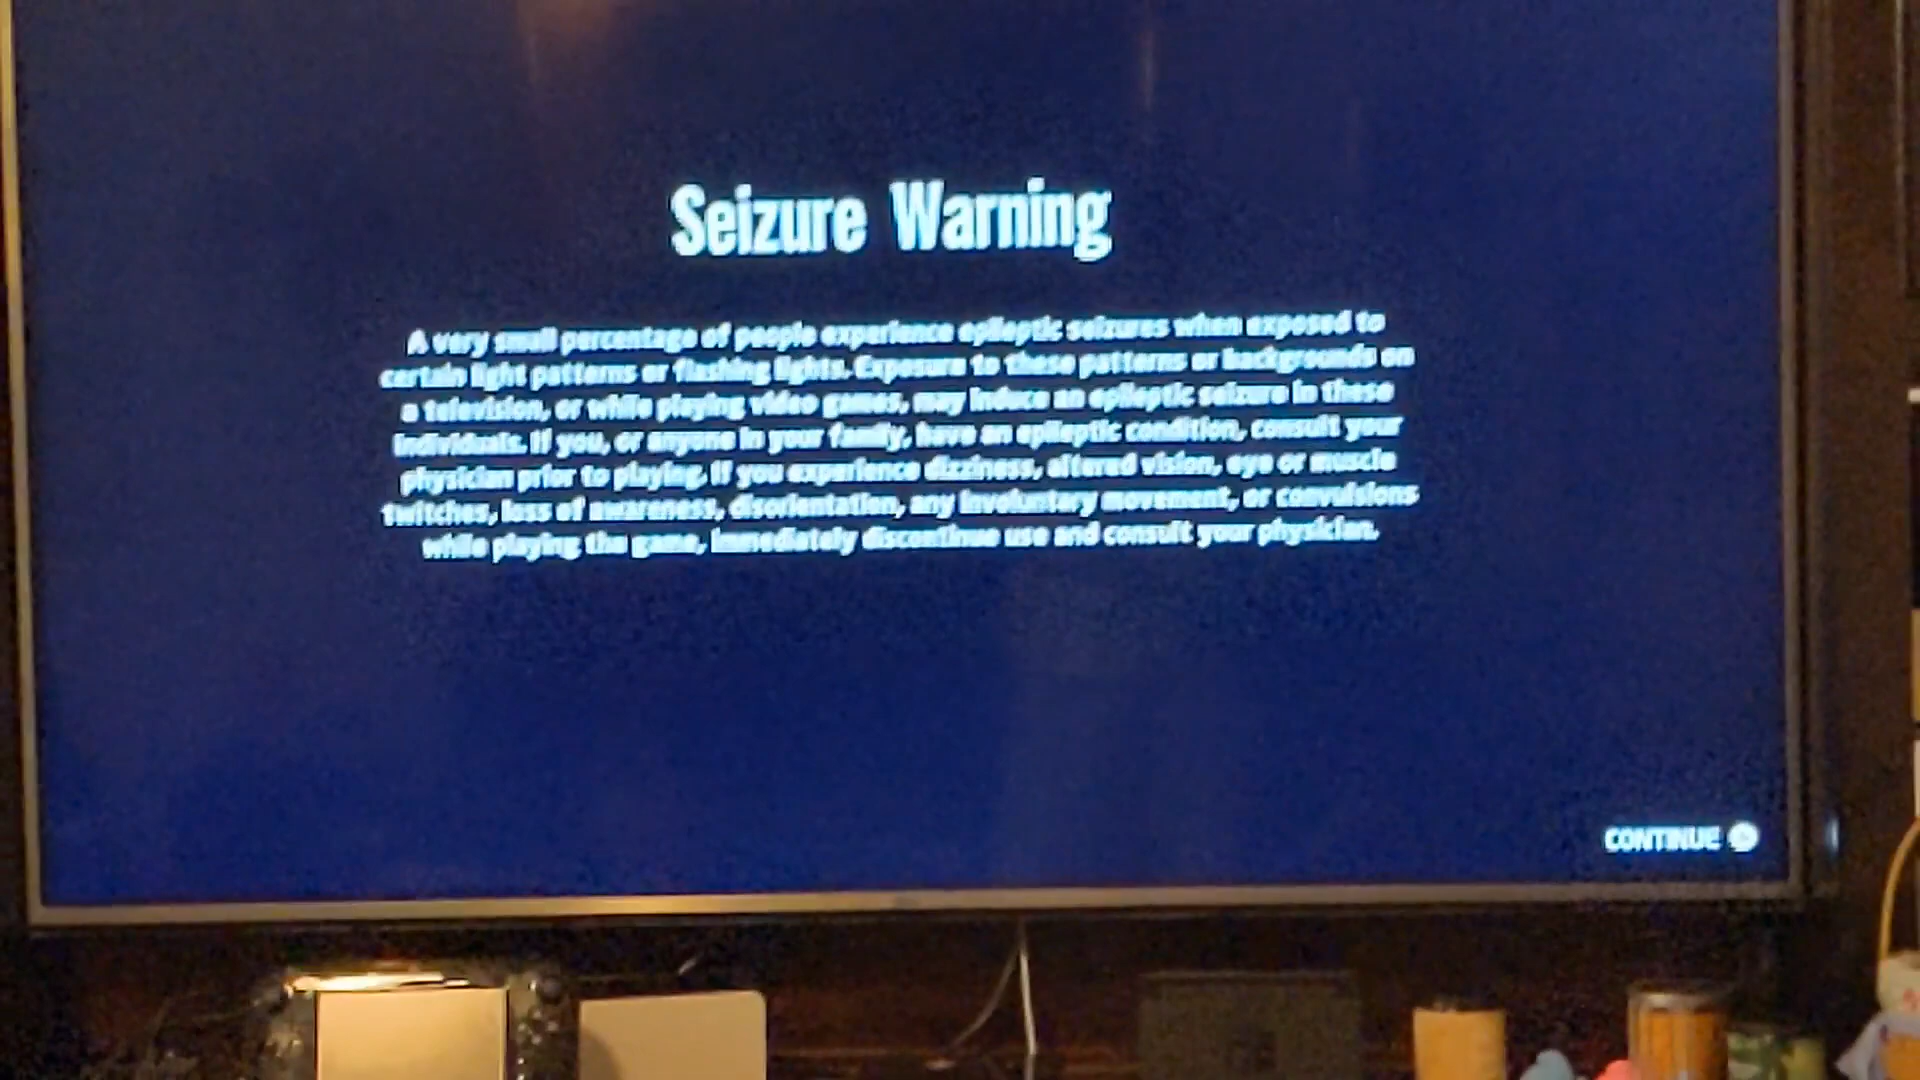 Seizure Warning
A very small percentage of people experience epileptic seizures when exposed to
certain light patterns or flashing lights. Exposure to these patterns or backgrounds on
a television, or while playing video games, may induce an epileptic seizure in these
individuals. If you, or anyone in your family, have an epileptic condition, consult your
physician prior to playing. If you experience dizziness, altered vision, eye or muscle
twitches, loss of awareness, disorientation, any involuntary movement, or convulsions
while playing the game, immediately discontinue use and consult your physician.
CONTINUE